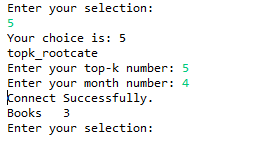 Enter your selection:
5
Your choice is: 5
topk_rootcate
Enter your top-k number: 5
Enter your month number: 4
Connect Successfully.
Books   3
Enter your selection: